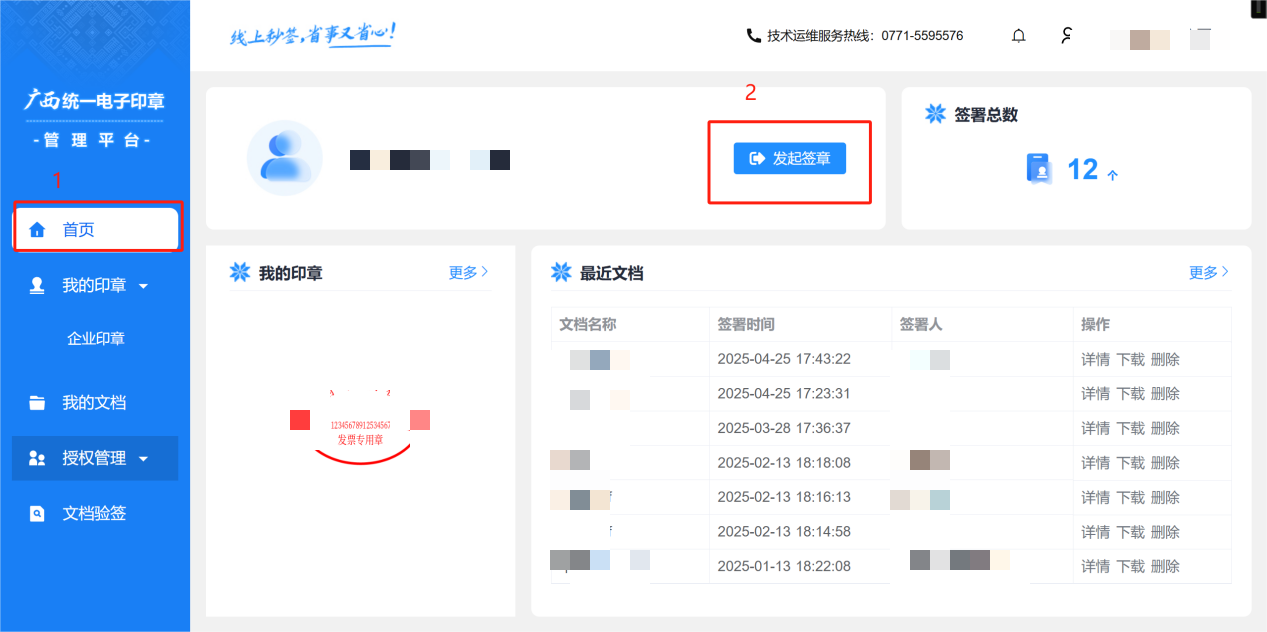 线上秒签,省事又省心!
技术运维服务热线：0771-5595576
广西统一电子印章
-管理平台-
1
首页
我的印章
企业印章
我的文档
授权管理
文档验签
2
发起签章
签署总数
12
我的印章
更多
12345678912534567
发票专用章
最近文档
更多
文档名称 签署时间 签署人 操作
2025-04-25 17:43:22 详情 下载 删除
2025-04-25 17:23:31 详情 下载 删除
2025-03-28 17:36:37 详情 下载 删除
2025-02-13 18:18:08 详情 下载 删除
2025-02-13 18:16:13 详情 下载 删除
2025-02-13 18:14:58 详情 下载 删除
2025-01-13 18:22:08 详情 下载 删除